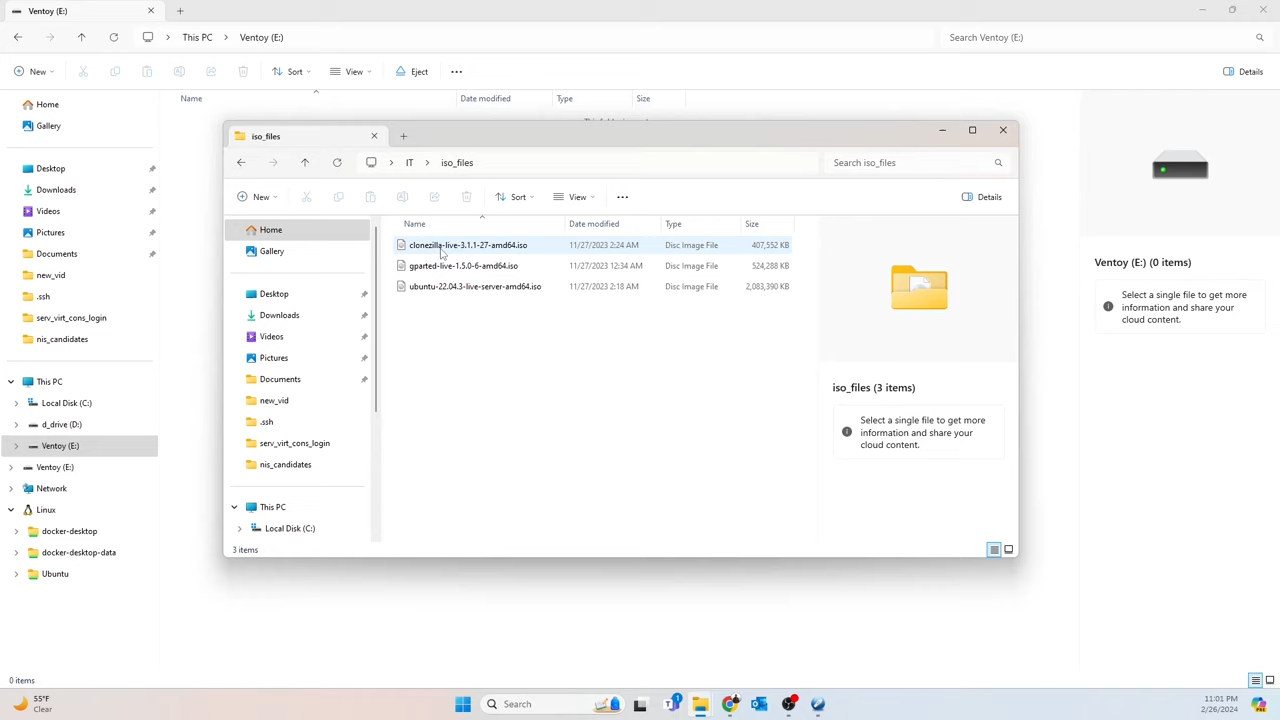 Ventoy (E:)
This PC > Ventoy (E:)
Search Ventoy (E:)
New
Sort
View
Eject
Details
Name
Date modified
Type
Size
Home
Gallery
Desktop
Downloads
Videos
Pictures
Documents
new_vid
.ssh
serv_virt_cons_login
nis_candidates
This PC
Local Disk (C:)
d_drive (D:)
Ventoy (E:)
Ventoy (E:)
Network
Linux
docker-desktop
docker-desktop-data
Ubuntu
0 items
iso_files
IT > iso_files
Search iso_files
New
Sort
View
Details
Home
Gallery
Desktop
Downloads
Videos
Pictures
Documents
new_vid
.ssh
serv_virt_cons_login
nis_candidates
This PC
Local Disk (C:)
Name Date modified Type Size
clonezilla-live-3.1.1-27-amd64.iso 11/27/2023 2:24 AM Disc Image File 407,552 KB
gparted-live-1.5.0-6-amd64.iso 11/27/2023 12:34 AM Disc Image File 524,288 KB
ubuntu-22.04.3-live-server-amd64.iso 11/27/2023 2:18 AM Disc Image File 2,083,390 KB
iso_files (3 items)
Select a single file to get more
information and share your
cloud content.
3 items
Ventoy (E:) (0 items)
Select a single file to get more
information and share your
cloud content.
55°F
Clear
Search
1
11:01 PM
2/26/2024